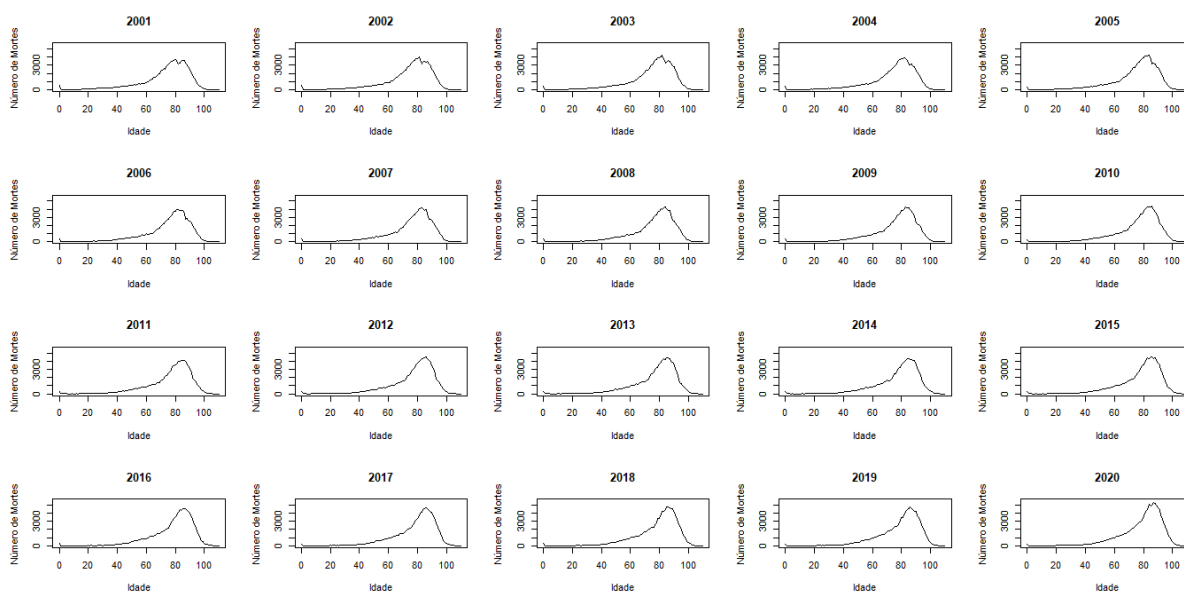 2001 2002 2003 2004 2005
Número de Mortes Número de Mortes Número de Mortes Número de Mortes Número de Mortes
0 3000 0 3000 0 3000 0 3000 0 3000
0 20 40 60 80 100 0 20 40 60 80 100 0 20 40 60 80 100 0 20 40 60 80 100 0 20 40 60 80 100
Idade Idade Idade Idade Idade
2006 2007 2008 2009 2010
Número de Mortes Número de Mortes Número de Mortes Número de Mortes Número de Mortes
0 3000 0 3000 0 3000 0 3000 0 3000
0 20 40 60 80 100 0 20 40 60 80 100 0 20 40 60 80 100 0 20 40 60 80 100 0 20 40 60 80 100
Idade Idade Idade Idade Idade
2011 2012 2013 2014 2015
Número de Mortes Número de Mortes Número de Mortes Número de Mortes Número de Mortes
0 3000 0 3000 0 3000 0 3000 0 3000
0 20 40 60 80 100 0 20 40 60 80 100 0 20 40 60 80 100 0 20 40 60 80 100 0 20 40 60 80 100
Idade Idade Idade Idade Idade
2016 2017 2018 2019 2020
Número de Mortes Número de Mortes Número de Mortes Número de Mortes Número de Mortes
0 3000 0 3000 0 3000 0 3000 0 3000
0 20 40 60 80 100 0 20 40 60 80 100 0 20 40 60 80 100 0 20 40 60 80 100 0 20 40 60 80 100
Idade Idade Idade Idade Idade